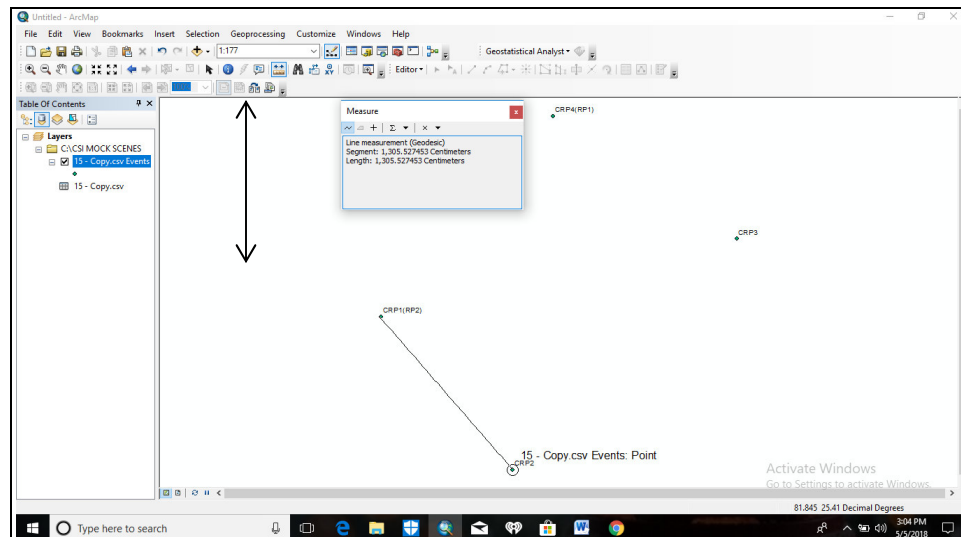 Untitled - ArcMap
File Edit View Bookmarks Insert Selection Geoprocessing Customize Windows Help
1:177
Geostatistical Analyst
Editor
Table Of Contents
Layers
C:\CSI MOCK SCENES
15 - Copy.csv Events
15 - Copy.csv
Measure
Line measurement (Geodesic)
Segment: 1,305.527453 Centimeters
Length: 1,305.527453 Centimeters
CRP4(RP1)
CRP3
CRP1(RP2)
15 - Copy.csv Events: Point
CRP2
Activate Windows
Go to Settings to activate Windows.
81.845 25.41 Decimal Degrees
Type here to search
3:04 PM
5/5/2018